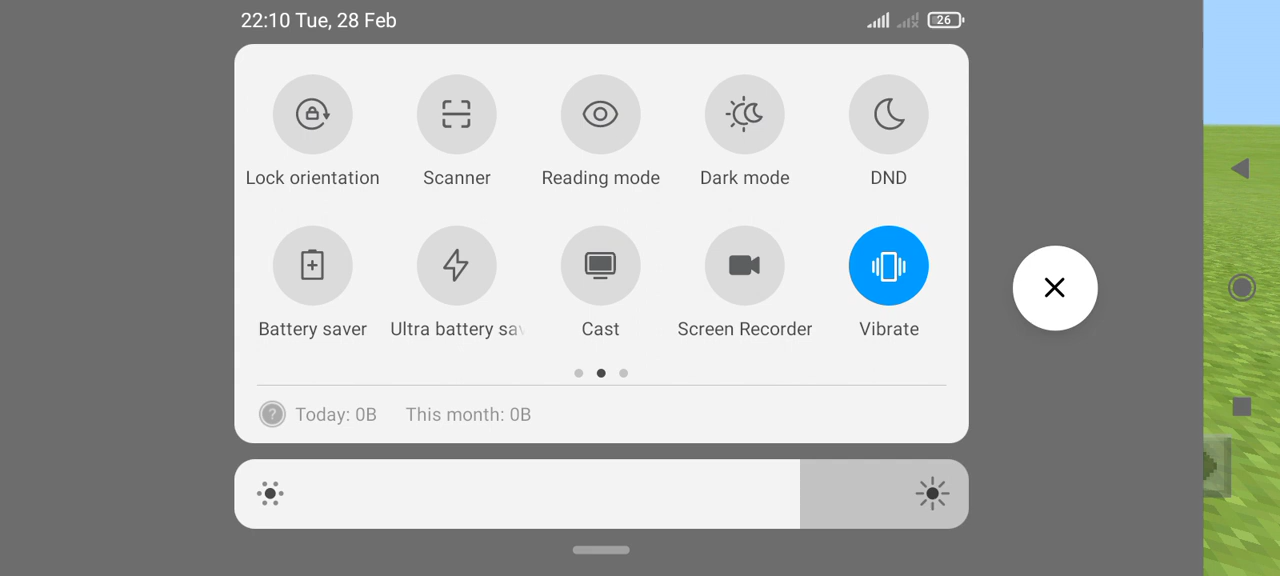 22:10 Tue, 28 Feb
26
Lock orientation
Scanner
Reading mode
Dark mode
DND
Battery saver
Ultra battery sav
Cast
Screen Recorder
Vibrate
? Today: 0B This month: 0B